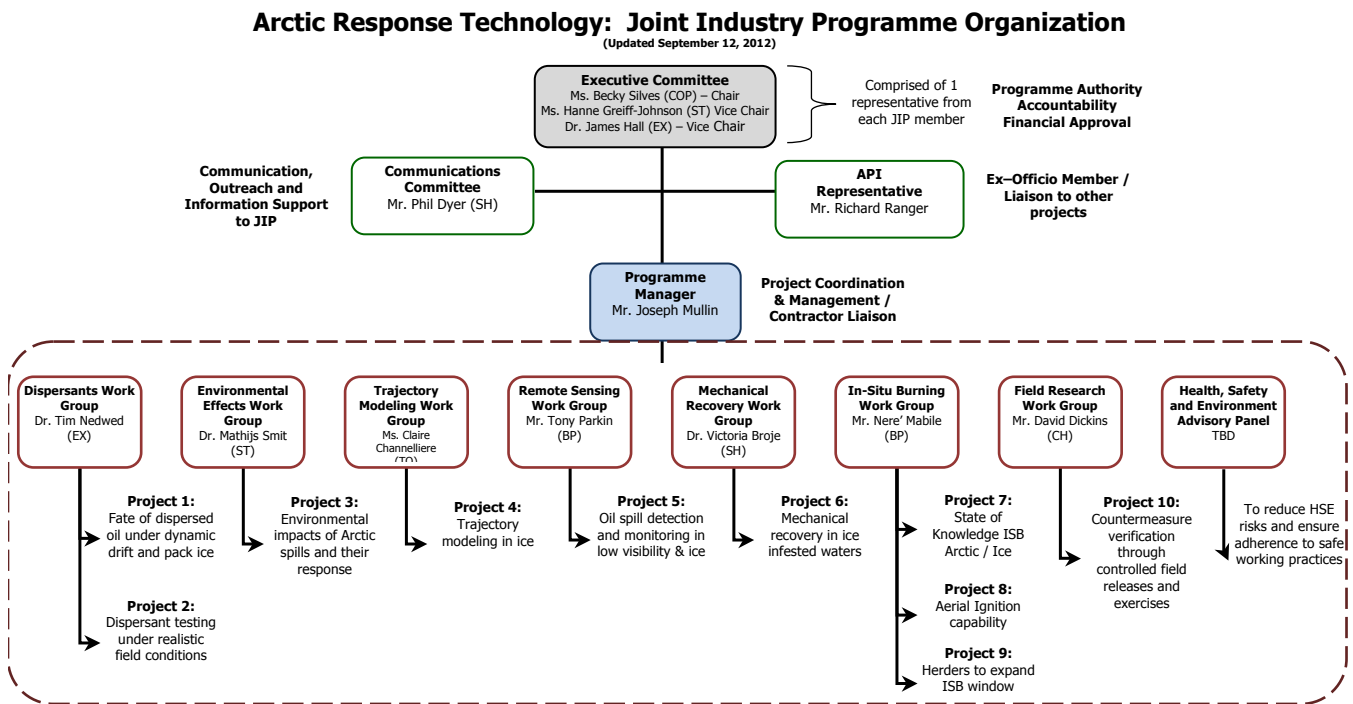 Arctic Response Technology: Joint Industry Programme Organization
(Updated September 12, 2012)
Executive Committee
Ms. Becky Silves (COP) – Chair
Ms. Hanne Greiff-Johnson (ST) Vice Chair
Dr. James Hall (EX) – Vice Chair
Comprised of 1
representative from
each JIP member
Programme Authority
Accountability
Financial Approval
Communication,
Outreach and
Information Support
to JIP
Communications
Committee
Mr. Phil Dyer (SH)
API
Representative
Mr. Richard Ranger
Ex–Officio Member /
Liaison to other
projects
Programme
Manager
Mr. Joseph Mullin
Project Coordination
& Management /
Contractor Liaison
Dispersants Work
Group
Dr. Tim Nedwed
(EX)
Environmental
Effects Work
Group
Dr. Mathijs Smit
(ST)
Trajectory
Modeling Work
Group
Ms. Claire
Channelliere
(TO)
Remote Sensing
Work Group
Mr. Tony Parkin
(BP)
Mechanical
Recovery Work
Group
Dr. Victoria Broje
(SH)
In-Situ Burning
Work Group
Mr. Nere’ Mabile
(BP)
Field Research
Work Group
Mr. David Dickins
(CH)
Health, Safety
and Environment
Advisory Panel
TBD
Project 1:
Fate of dispersed
oil under dynamic
drift and pack ice
Project 2:
Dispersant testing
under realistic
field conditions
Project 3:
Environmental
impacts of Arctic
spills and their
response
Project 4:
Trajectory
modeling in ice
Project 5:
Oil spill detection
and monitoring in
low visibility & ice
Project 6:
Mechanical
recovery in ice
infested waters
Project 7:
State of
Knowledge ISB
Arctic / Ice
Project 8:
Aerial Ignition
capability
Project 9:
Herders to expand
ISB window
Project 10:
Countermeasure
verification
through
controlled field
releases and
exercises
To reduce HSE
risks and ensure
adherence to safe
working practices